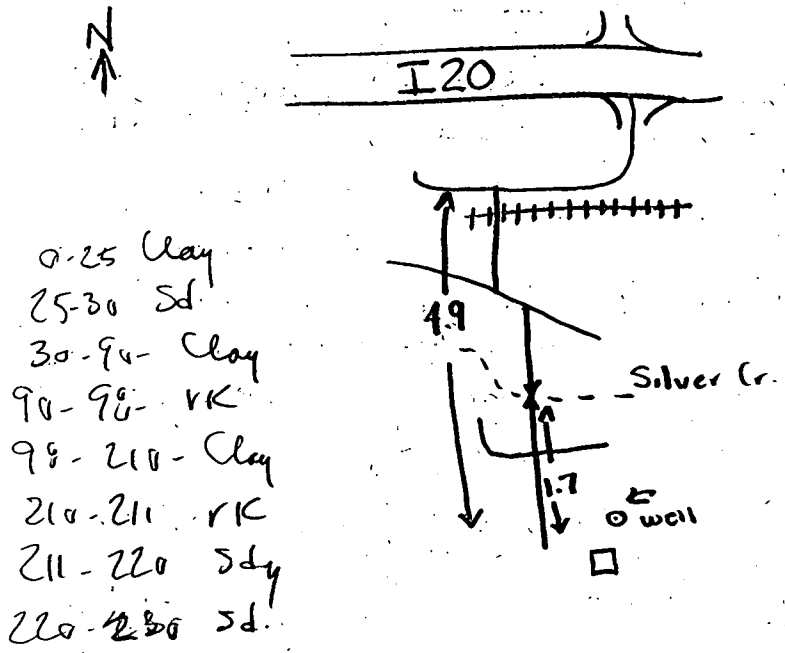 N
I20
0-25 Clay
25-30 Sd.
30-90- Clay
90-98- rK
98-210-Clay
210-211 rK
211-220 Sdy
220-230 Sd.
4.9
Silver Cr.
1.7
well